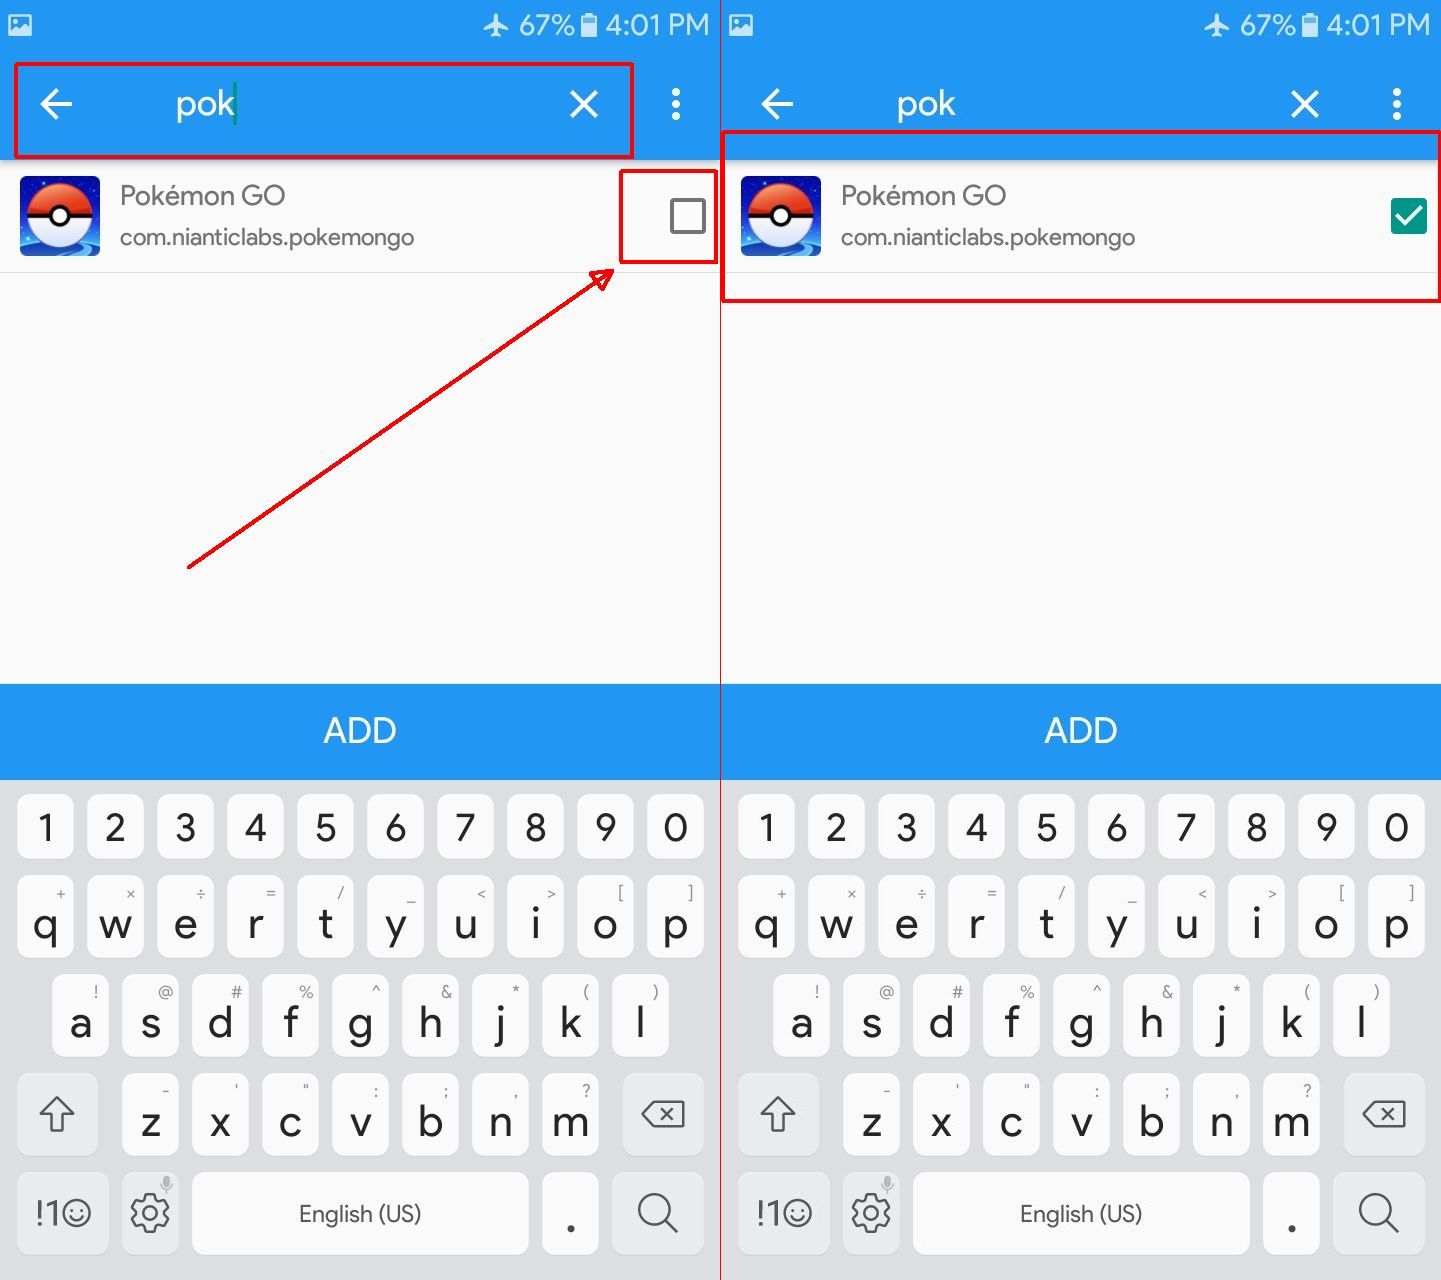 67% 4:01 PM
pok
Pokémon GO
com.nianticlabs.pokemongo
ADD
1 2 3 4 5 6 7 8 9 0
+ × ÷ = / _ < > [ ]
q w e r t y u i o p
! @ # % ^ & * ( )
a s d f g h j k l
- ' " : ; , ?
z x c v b n m
!1☺ English (US) .
67% 4:01 PM
pok
Pokémon GO
com.nianticlabs.pokemongo
ADD
1 2 3 4 5 6 7 8 9 0
+ × ÷ = / _ < > [ ]
q w e r t y u i o p
! @ # % ^ & * ( )
a s d f g h j k l
- ' " : ; , ?
z x c v b n m
!1☺ English (US) .